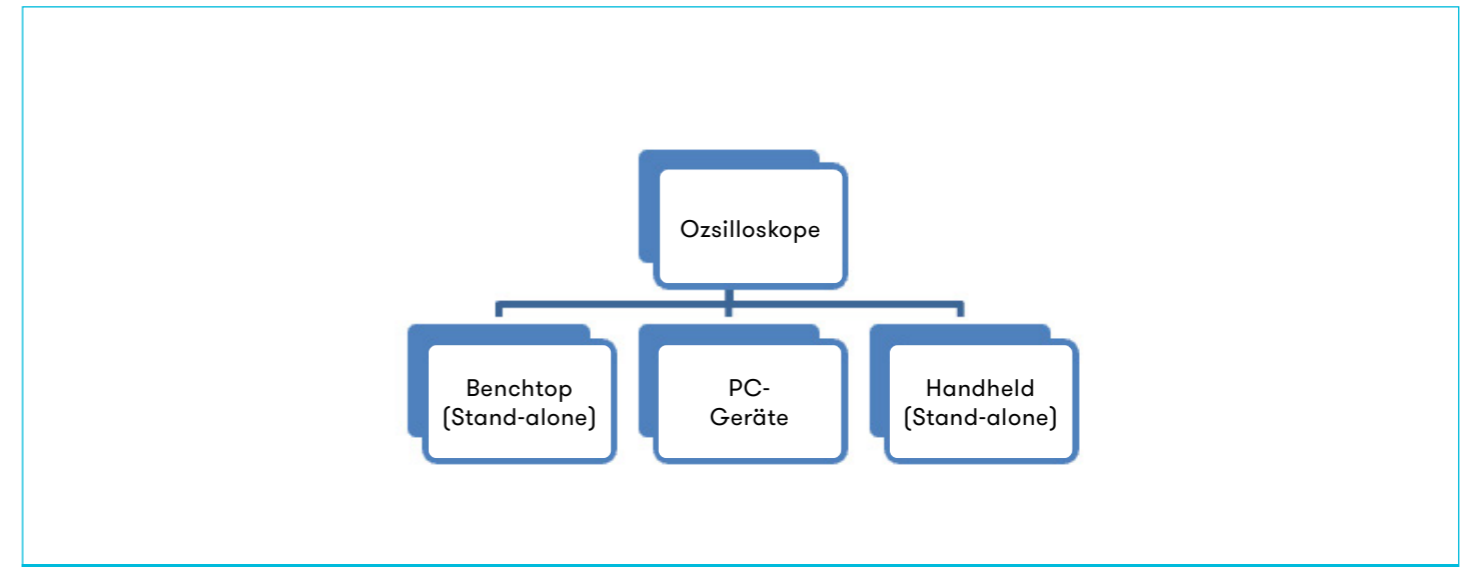 Ozsilloskope
Benchtop
(Stand-alone)
PC-
Geräte
Handheld
(Stand-alone)